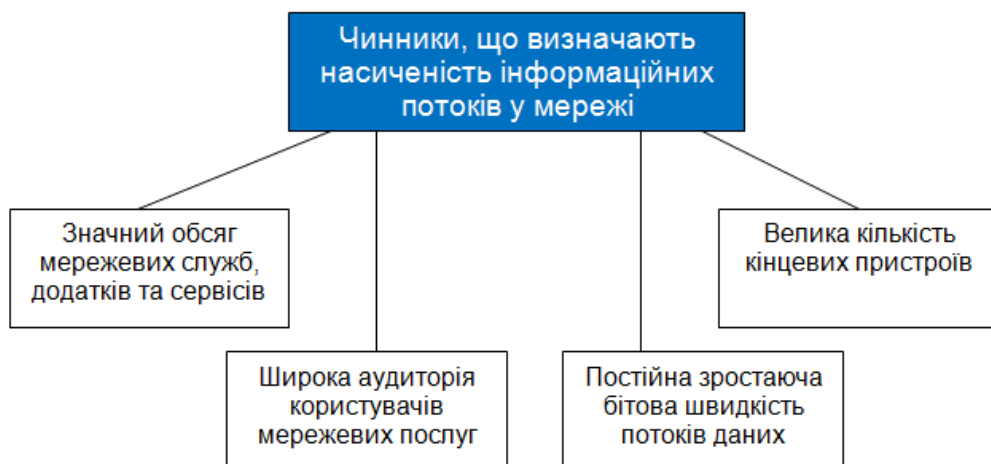 Чинники, що визначають
насиченість інформаційних
потоків у мережі
Значний обсяг
мережевих служб,
додатків та сервісів
Широка аудиторія
користувачів
мережевих послуг
Постійна зростаюча
бітова швидкість
потоків даних
Велика кількість
кінцевих пристроїв